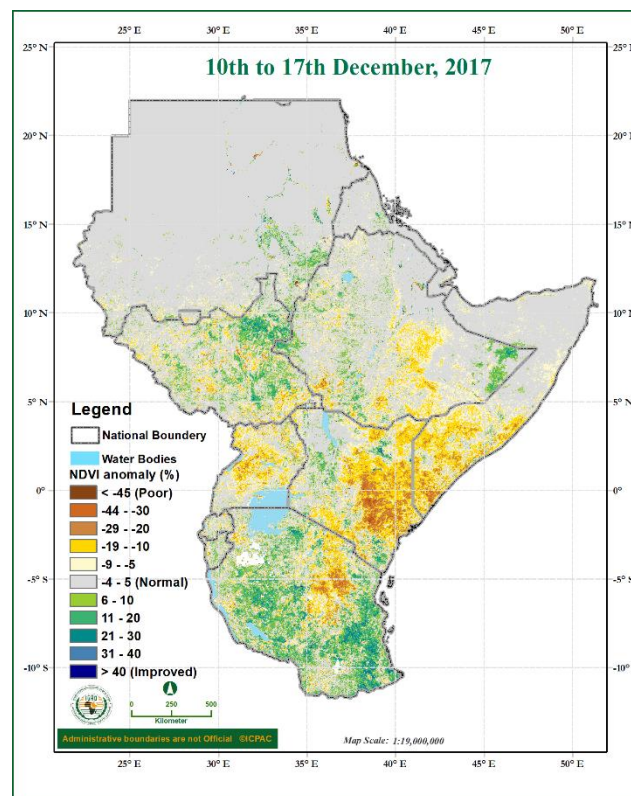 25° E 30° E 35° E 40° E 45° E 50° E
25° N
25° N
10th to 17th December, 2017
20° N
20° N
15° N
15° N
10° N
10° N
5° N
5° N
Legend
National Boundery
Water Bodies
NDVI anomaly (%)
0°
0°
< -45 (Poor)
-44 - -30
-29 - -20
-19 - -10
-9 - -5
-4 - 5 (Normal)
6 - 10
11 - 20
21 - 30
31 - 40
> 40 (Improved)
-5° S
-5° S
-10° S
-10° S
0 250 500
Kilometer
Administrative boundaries are not Official ©ICPAC
Map Scale: 1:19,000,000
25° E 30° E 35° E 40° E 45° E 50° E